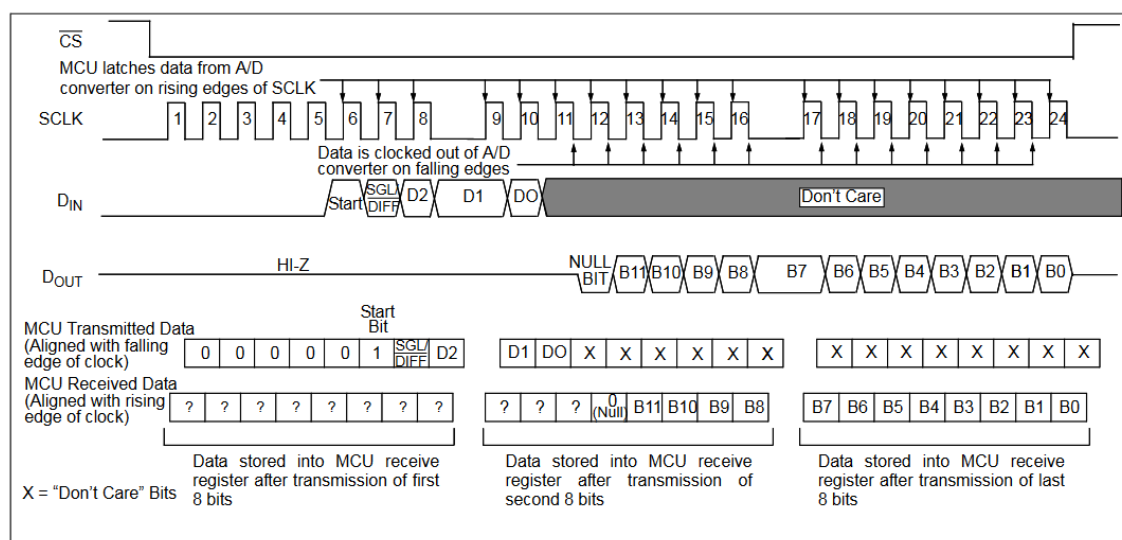 CS
MCU latches data from A/D
converter on rising edges of SCLK
SCLK
1 2 3 4 5 6 7 8 9 10 11 12 13 14 15 16 17 18 19 20 21 22 23 24
Data is clocked out of A/D
converter on falling edges
DIN
Start SGL/DIFF D2 D1 DO Don't Care
HI-Z
DOUT
NULL BIT B11 B10 B9 B8 B7 B6 B5 B4 B3 B2 B1 B0
Start
Bit
MCU Transmitted Data
(Aligned with falling
edge of clock)
0 0 0 0 0 1 SGL/DIFF D2 D1 DO X X X X X X X X X X X X X X
MCU Received Data
(Aligned with rising
edge of clock)
? ? ? ? ? ? ? ? ? ? ? 0 (Null) B11 B10 B9 B8 B7 B6 B5 B4 B3 B2 B1 B0
Data stored into MCU receive
register after transmission of first
8 bits
Data stored into MCU receive
register after transmission of
second 8 bits
Data stored into MCU receive
register after transmission of last
8 bits
X = “Don't Care” Bits